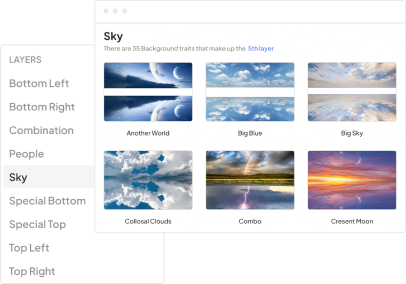 LAYERS
Bottom Left
Bottom Right
Combination
People
Sky
Special Bottom
Special Top
Top Left
Top Right
Sky
There are 35 Background traits that make up the 5th layer
Another World
Big Blue
Big Sky
Collosal Clouds
Combo
Cresent Moon